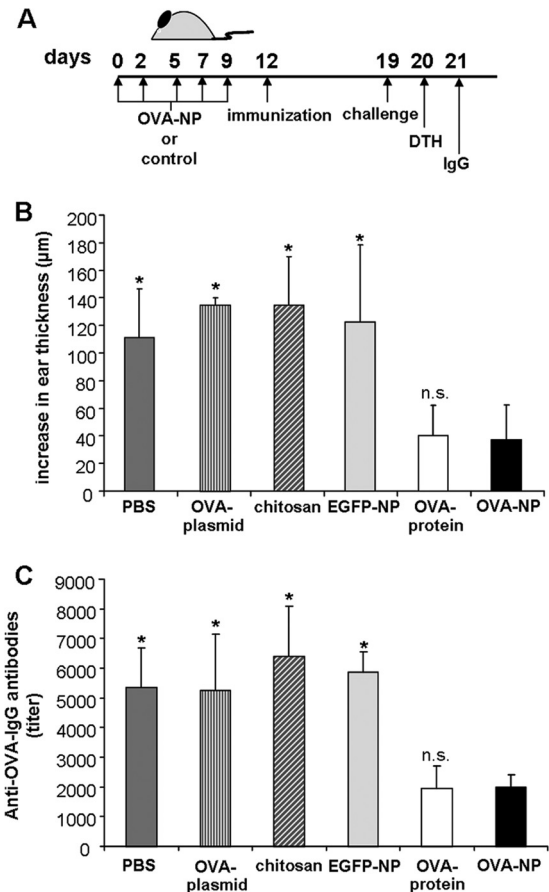 A
days 0 2 5 7 9 12 19 20 21
OVA-NP
or
control
immunization
challenge
DTH
IgG
B
increase in ear thickness (µm)
200
180
160
140
120
100
80
60
40
20
0
* * * * n.s.
PBS OVA-plasmid chitosan EGFP-NP OVA-protein OVA-NP
C
Anti-OVA-IgG antibodies
(titer)
9000
8000
7000
6000
5000
4000
3000
2000
1000
0
* * * * n.s.
PBS OVA-plasmid chitosan EGFP-NP OVA-protein OVA-NP